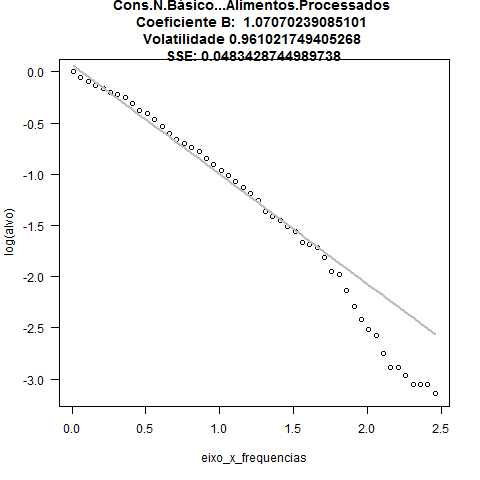 Cons.N.Básico...Alimentos.Processados
Coeficiente B:  1.07070239085101
Volatilidade 0.961021749405268
SSE: 0.0483428744989738
0.0
-0.5
-1.0
-1.5
-2.0
-2.5
-3.0
log(alvo)
0.0 0.5 1.0 1.5 2.0 2.5
eixo_x_frequencias